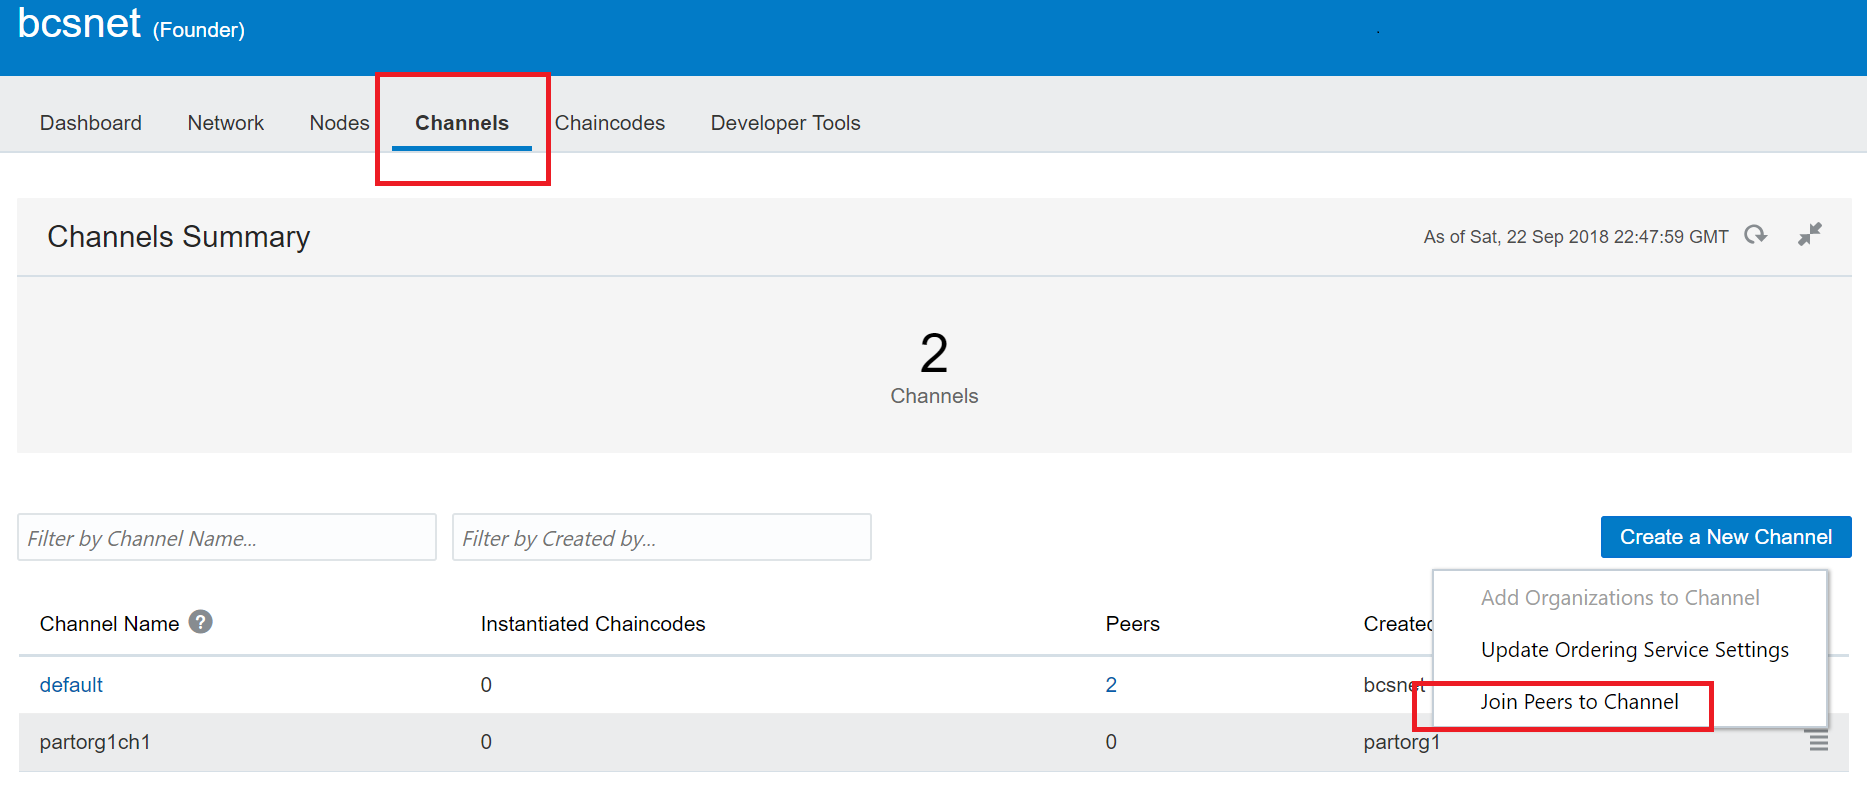 bcsnet (Founder)
Dashboard Network Nodes Channels Chaincodes Developer Tools
Channels Summary
As of Sat, 22 Sep 2018 22:47:59 GMT
2
Channels
Filter by Channel Name...
Filter by Created by...
Create a New Channel
Add Organizations to Channel
Update Ordering Service Settings
Join Peers to Channel
Channel Name ? Instantiated Chaincodes Peers Created
default 0 2 bcsnet
partorg1ch1 0 0 partorg1